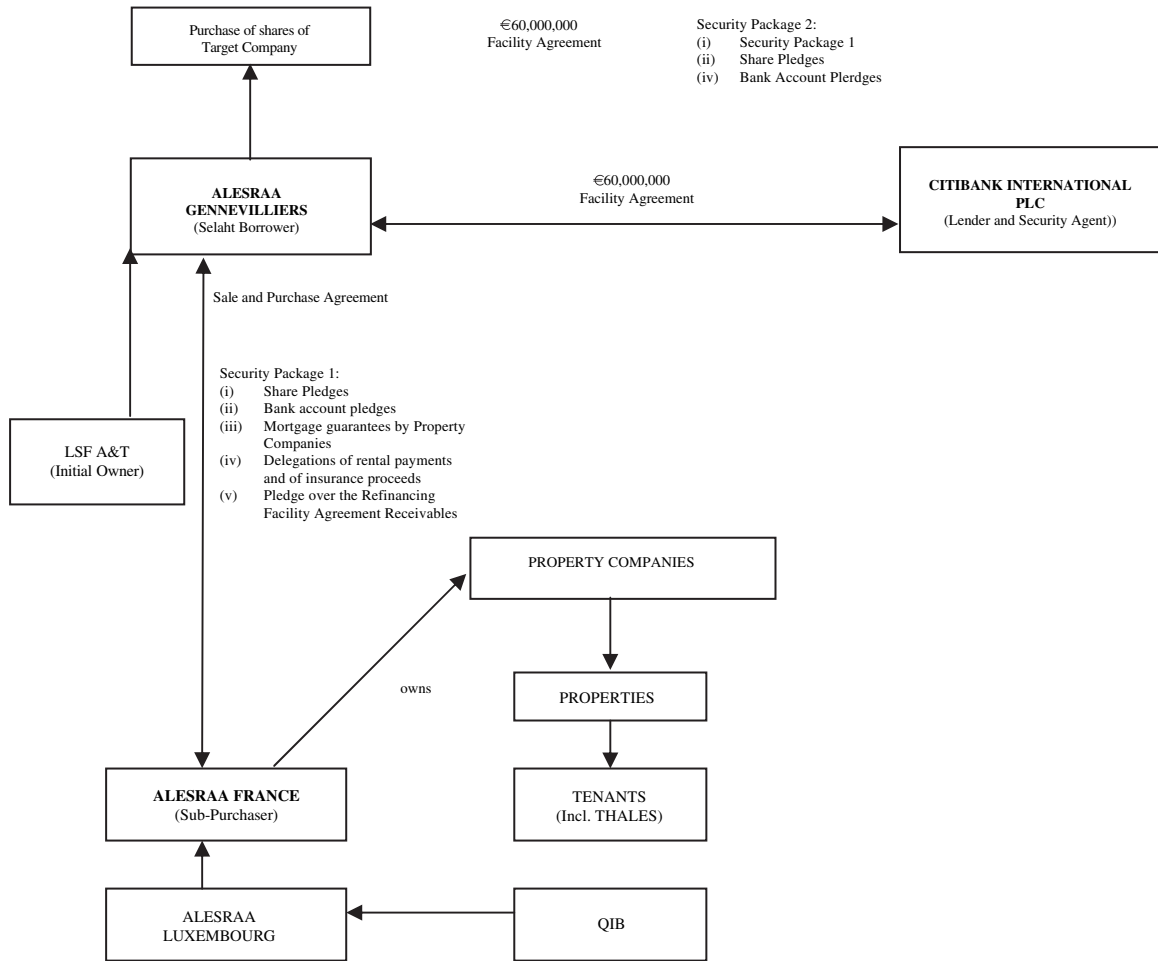 Purchase of shares of
Target Company
€60,000,000
Facility Agreement
Security Package 2:
(i) Security Package 1
(ii) Share Pledges
(iv) Bank Account Plerdges
ALESRAA
GENNEVILLIERS
(Selaht Borrower)
€60,000,000
Facility Agreement
CITIBANK INTERNATIONAL
PLC
(Lender and Security Agent))
Sale and Purchase Agreement
Security Package 1:
(i) Share Pledges
(ii) Bank account pledges
(iii) Mortgage guarantees by Property
Companies
(iv) Delegations of rental payments
and of insurance proceeds
(v) Pledge over the Refinancing
Facility Agreement Receivables
LSF A&T
(Initial Owner)
PROPERTY COMPANIES
owns
PROPERTIES
ALESRAA FRANCE
(Sub-Purchaser)
TENANTS
(Incl. THALES)
ALESRAA
LUXEMBOURG
QIB